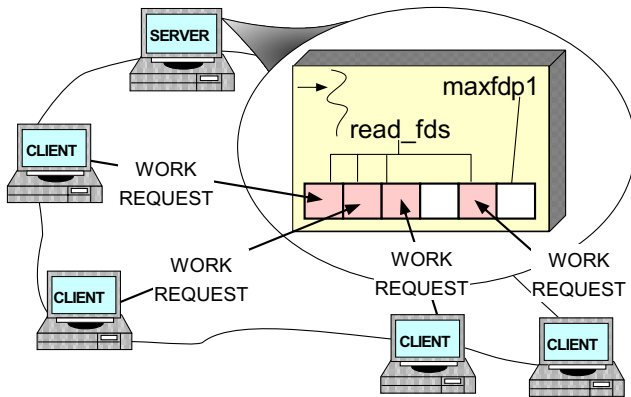 SERVER
maxfdp1
read_fds
CLIENT
WORK
REQUEST
WORK
REQUEST
WORK
REQUEST
WORK
REQUEST
CLIENT
CLIENT
CLIENT